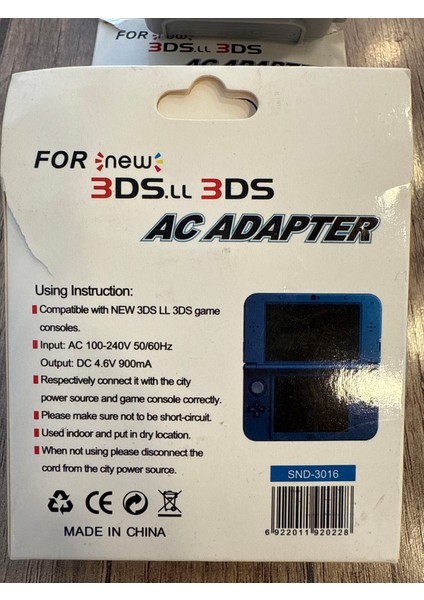 FOR new
3DS.LL 3DS
AC ADAPTER
FOR new
3DS.LL 3DS
AC ADAPTER
Using Instruction:
Compatible with NEW 3DS LL 3DS game
consoles.
Input: AC 100-240V 50/60Hz
Output: DC 4.6V 900mA
Respectively connect it with the city
power source and game console correctly.
Please make sure not to be short-circuit.
Used indoor and put in dry location.
When not using please disconnect the
cord from the city power source.
SND-3016
CE
MADE IN CHINA
6 922011 920228